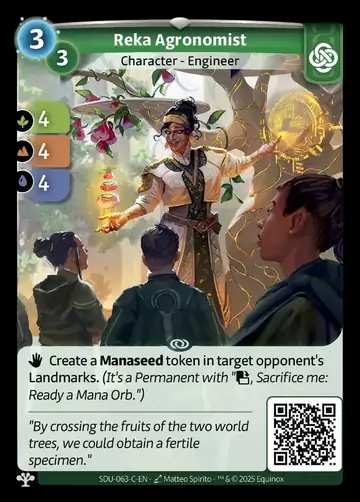 3
3
Reka Agronomist
Character - Engineer
4
4
4
Create a Manaseed token in target opponent's
Landmarks. (It's a Permanent with ", Sacrifice me:
Ready a Mana Orb.")
"By crossing the fruits of the two world
trees, we could obtain a fertile
specimen."
SDU-063-C-EN - Matteo Spirito - ™ & © 2025 Equinox